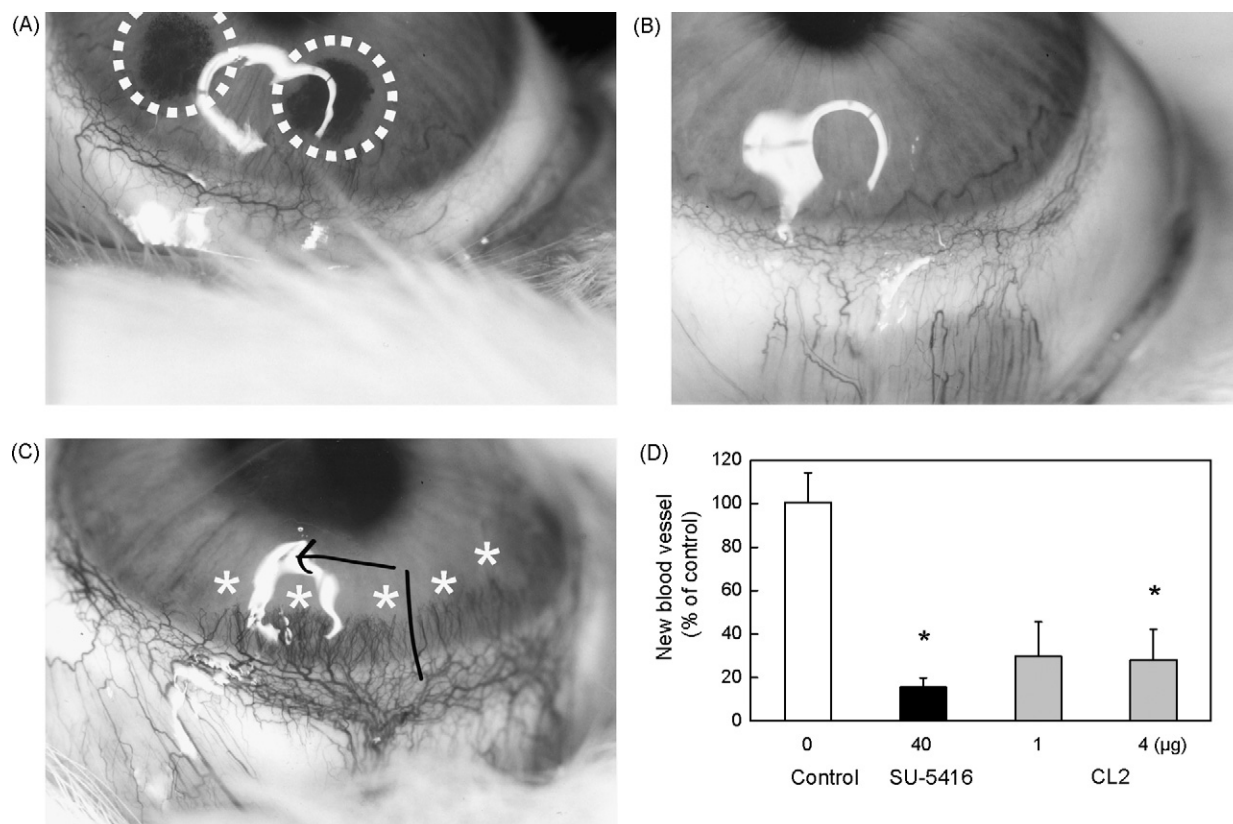 (A)
(B)
(C)
* * * * *
(D)
New blood vessel
(% of control)
120
100
80
60
40
20
0
*
*
0 40 1 4 (µg)
Control SU-5416 CL2